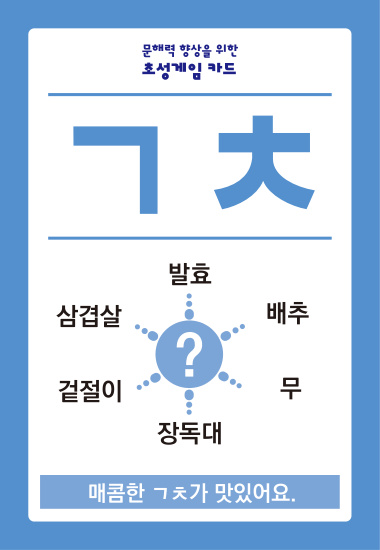 문해력 향상을 위한
초성게임 카드
ㄱㅊ
발효
삼겹살
배추
?
겉절이
무
장독대
매콤한 ㄱㅊ가 맛있어요.